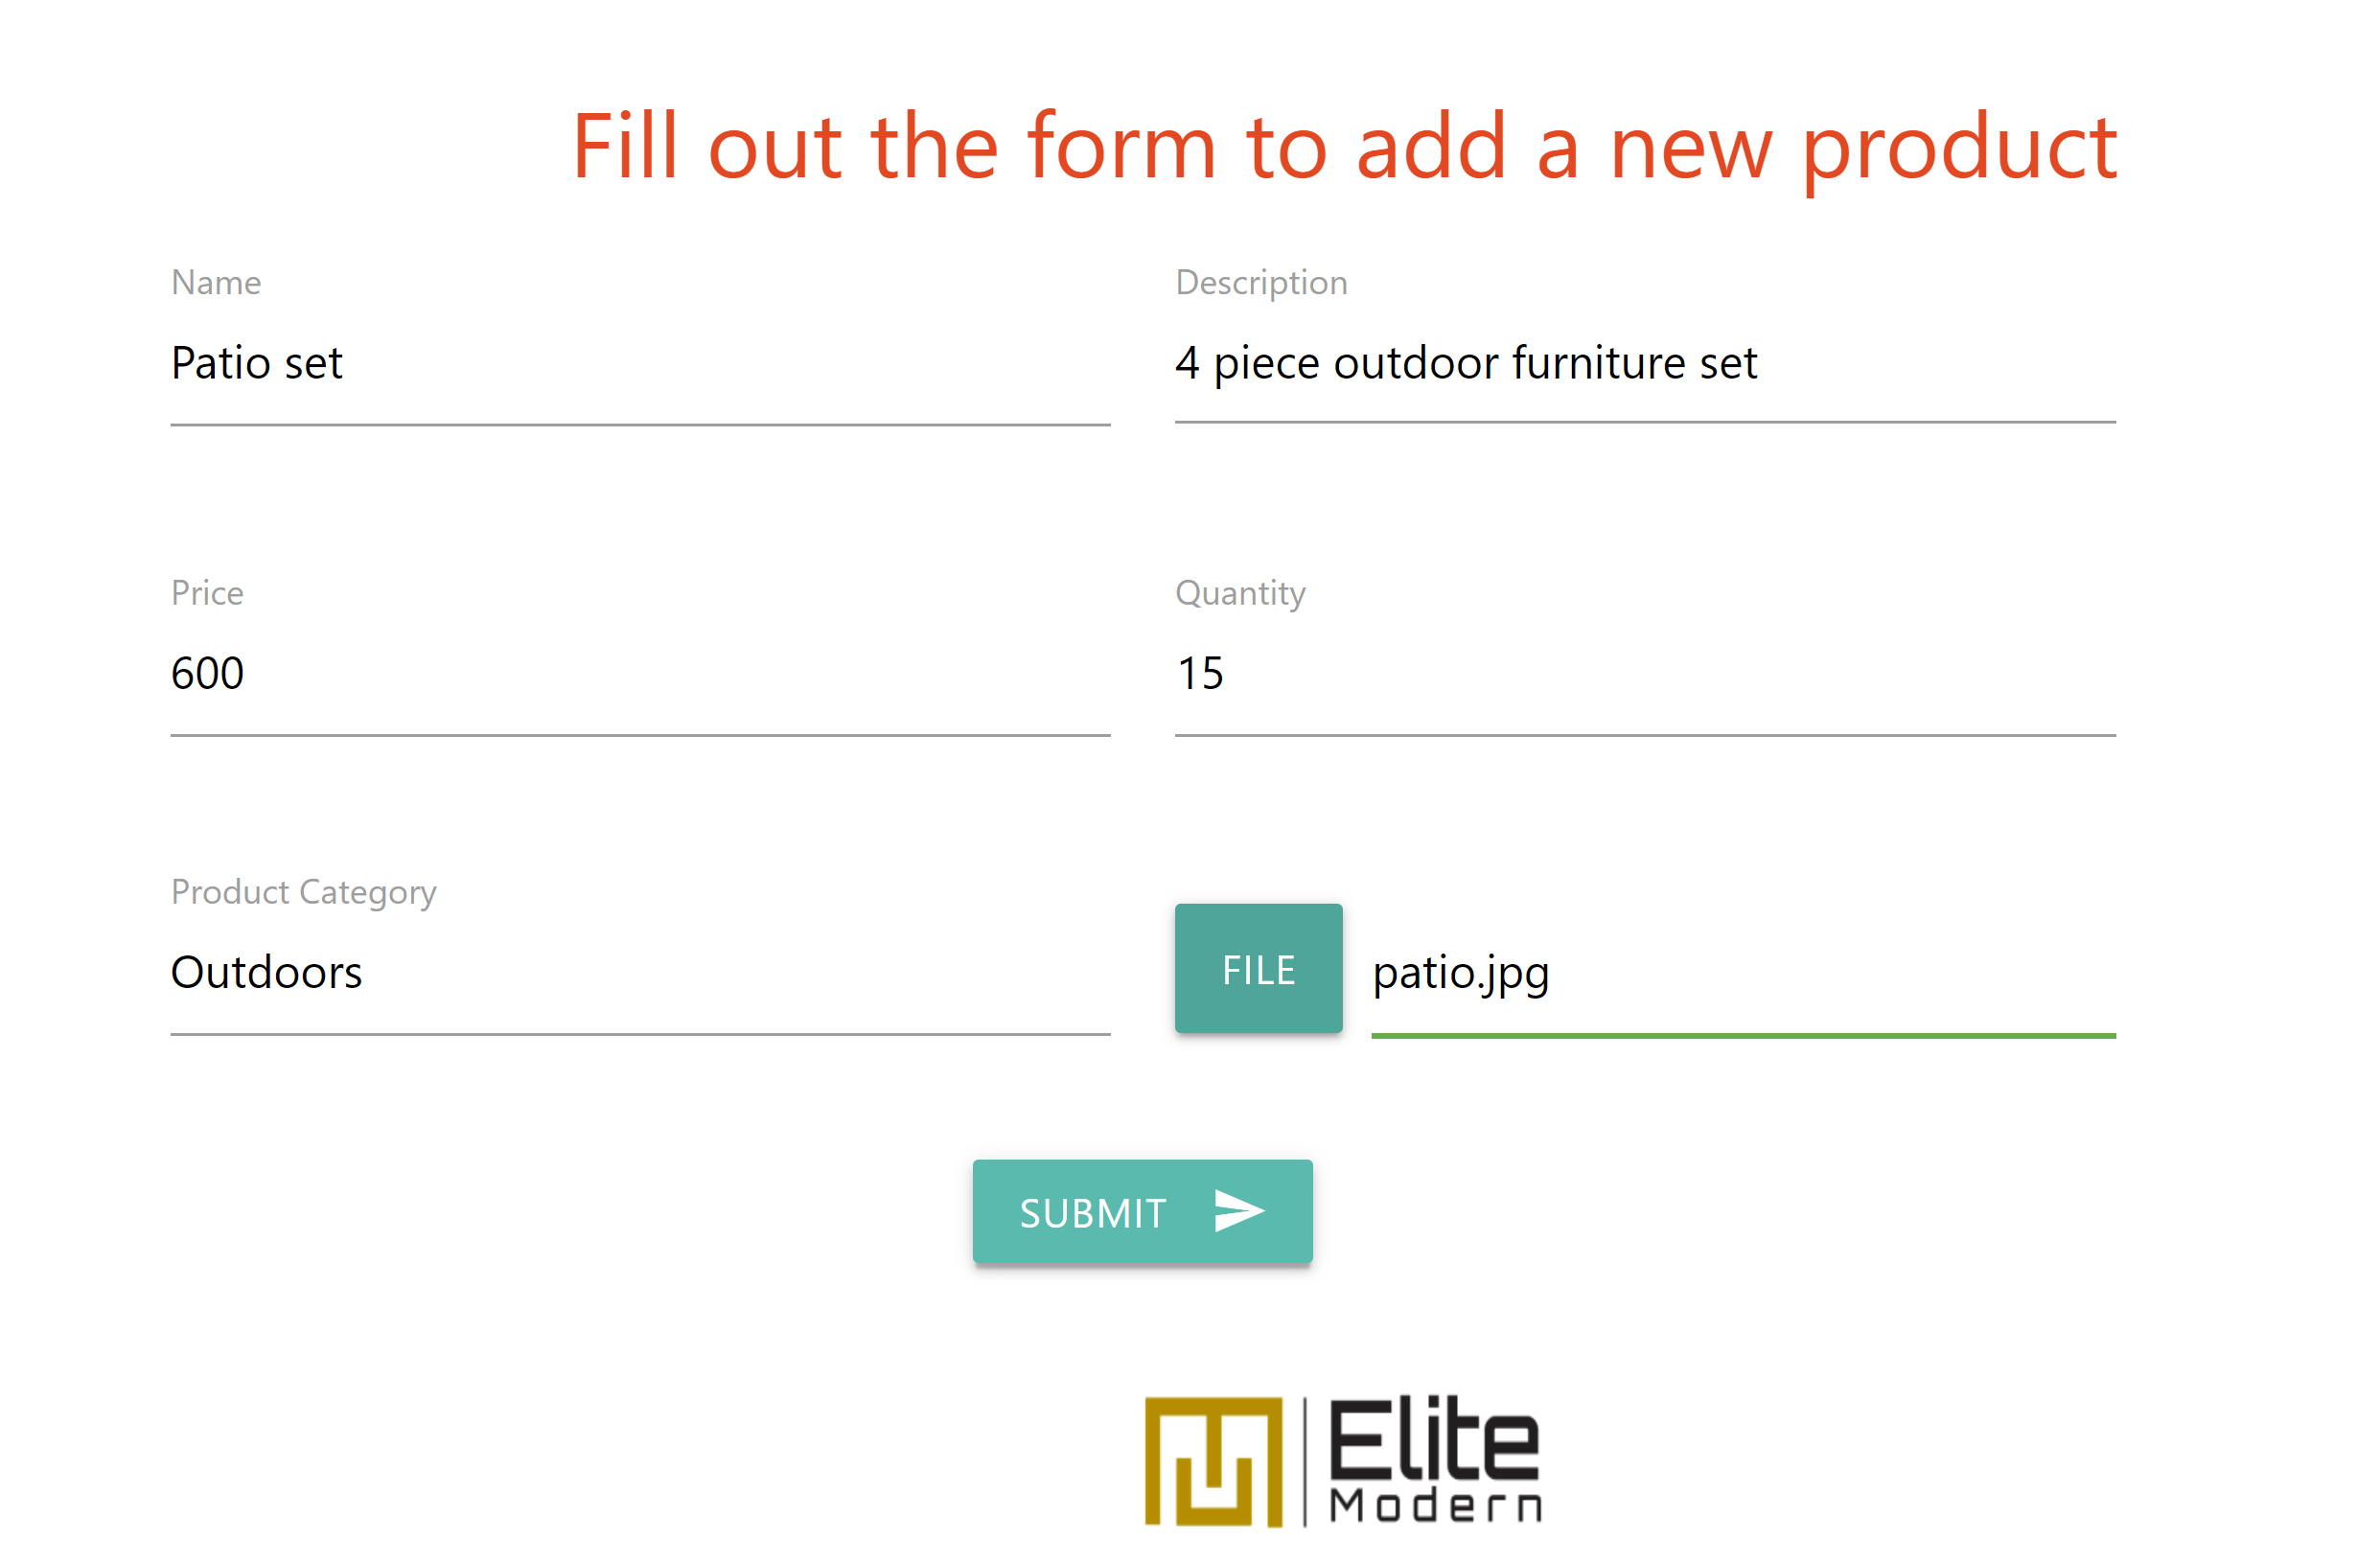 Fill out the form to add a new product
Name
Patio set
Description
4 piece outdoor furniture set
Price
600
Quantity
15
Product Category
Outdoors
FILE
patio.jpg
SUBMIT
Elite
Modern